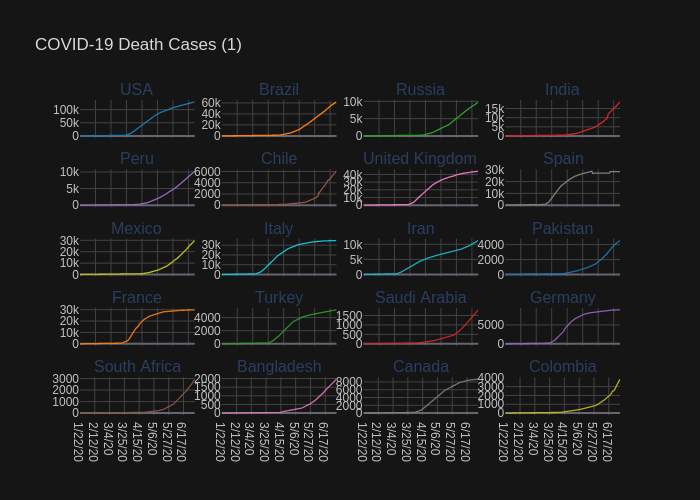 COVID-19 Death Cases (1)
USA
Brazil
Russia
India
100k
50k
0
60k
40k
20k
0
10k
5k
0
15k
10k
5k
0
Peru
Chile
United Kingdom
Spain
10k
5k
0
6000
4000
2000
0
40k
30k
20k
10k
0
30k
20k
10k
0
Mexico
Italy
Iran
Pakistan
30k
20k
10k
0
30k
20k
10k
0
10k
5k
0
4000
2000
0
France
Turkey
Saudi Arabia
Germany
30k
20k
10k
0
4000
2000
0
1500
1000
500
0
5000
0
South Africa
Bangladesh
Canada
Colombia
3000
2000
1000
0
2000
1500
1000
500
0
8000
6000
4000
2000
0
4000
3000
2000
1000
0
1/22/20
2/12/20
3/4/20
3/25/20
4/15/20
5/6/20
5/27/20
6/17/20
1/22/20
2/12/20
3/4/20
3/25/20
4/15/20
5/6/20
5/27/20
6/17/20
1/22/20
2/12/20
3/4/20
3/25/20
4/15/20
5/6/20
5/27/20
6/17/20
1/22/20
2/12/20
3/4/20
3/25/20
4/15/20
5/6/20
5/27/20
6/17/20